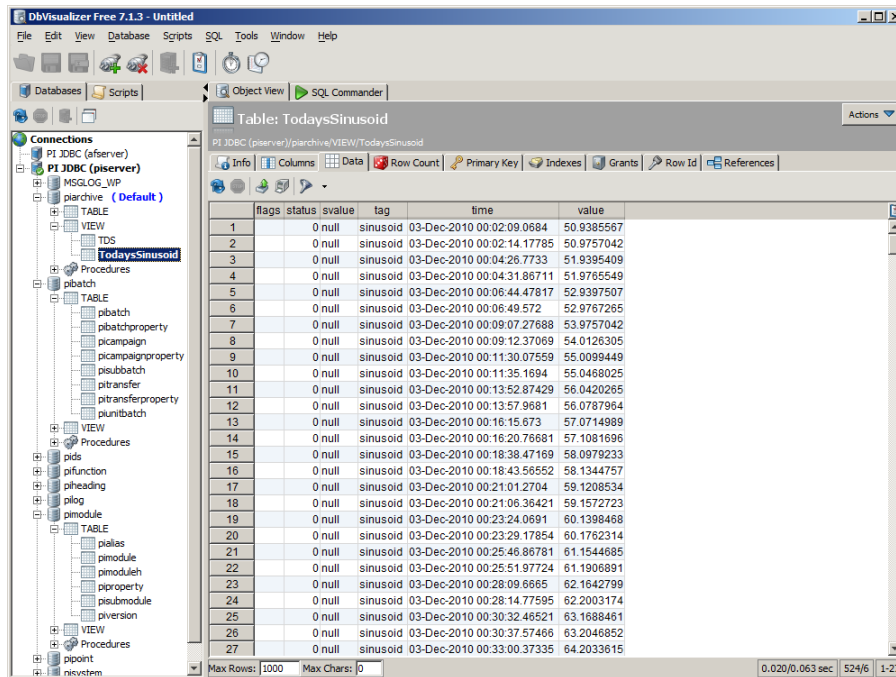 DbVisualizer Free 7.1.3 - Untitled
File Edit View Database Scripts SQL Tools Window Help
Databases Scripts Object View SQL Commander
Table: TodaysSinusoid
Actions
PI JDBC (piserver)/piarchive/VIEW/TodaysSinusoid
Info Columns Data Row Count Primary Key Indexes Grants Row Id References
Connections
PI JDBC (afserver)
PI JDBC (piserver)
MSGLOG_WP
piarchive (Default)
TABLE
VIEW
TDS
TodaysSinusoid
Procedures
pibatch
TABLE
pibatch
pibatchproperty
picampaign
picampaignproperty
pisubbatch
pitransfer
pitransferproperty
piunitbatch
VIEW
Procedures
pids
pifunction
piheading
pilog
pimodule
TABLE
pialias
pimodule
pimoduleh
piproperty
pisubmodule
piversion
VIEW
Procedures
pipoint
pisystem
flags status svalue tag time value
1 0 null sinusoid 03-Dec-2010 00:02:09.0684 50.9385567
2 0 null sinusoid 03-Dec-2010 00:02:14.17785 50.9757042
3 0 null sinusoid 03-Dec-2010 00:04:26.7733 51.9395409
4 0 null sinusoid 03-Dec-2010 00:04:31.86711 51.9765549
5 0 null sinusoid 03-Dec-2010 00:06:44.47817 52.9397507
6 0 null sinusoid 03-Dec-2010 00:06:49.572 52.9767265
7 0 null sinusoid 03-Dec-2010 00:09:07.27688 53.9757042
8 0 null sinusoid 03-Dec-2010 00:09:12.37069 54.0126305
9 0 null sinusoid 03-Dec-2010 00:11:30.07559 55.0099449
10 0 null sinusoid 03-Dec-2010 00:11:35.1694 55.0468025
11 0 null sinusoid 03-Dec-2010 00:13:52.87429 56.0420265
12 0 null sinusoid 03-Dec-2010 00:13:57.9681 56.0787964
13 0 null sinusoid 03-Dec-2010 00:16:15.673 57.0714989
14 0 null sinusoid 03-Dec-2010 00:16:20.76681 57.1081696
15 0 null sinusoid 03-Dec-2010 00:18:38.47169 58.0979233
16 0 null sinusoid 03-Dec-2010 00:18:43.56552 58.1344757
17 0 null sinusoid 03-Dec-2010 00:21:01.2704 59.1208534
18 0 null sinusoid 03-Dec-2010 00:21:06.36421 59.1572723
19 0 null sinusoid 03-Dec-2010 00:23:24.0691 60.1398468
20 0 null sinusoid 03-Dec-2010 00:23:29.17854 60.1762314
21 0 null sinusoid 03-Dec-2010 00:25:46.86781 61.1544685
22 0 null sinusoid 03-Dec-2010 00:25:51.97724 61.1906891
23 0 null sinusoid 03-Dec-2010 00:28:09.6665 62.1642799
24 0 null sinusoid 03-Dec-2010 00:28:14.77595 62.2003174
25 0 null sinusoid 03-Dec-2010 00:30:32.46521 63.1688461
26 0 null sinusoid 03-Dec-2010 00:30:37.57466 63.2046852
27 0 null sinusoid 03-Dec-2010 00:33:00.37335 64.2033615
Max Rows: 1000 Max Chars: 0 0.020/0.063 sec 524/6